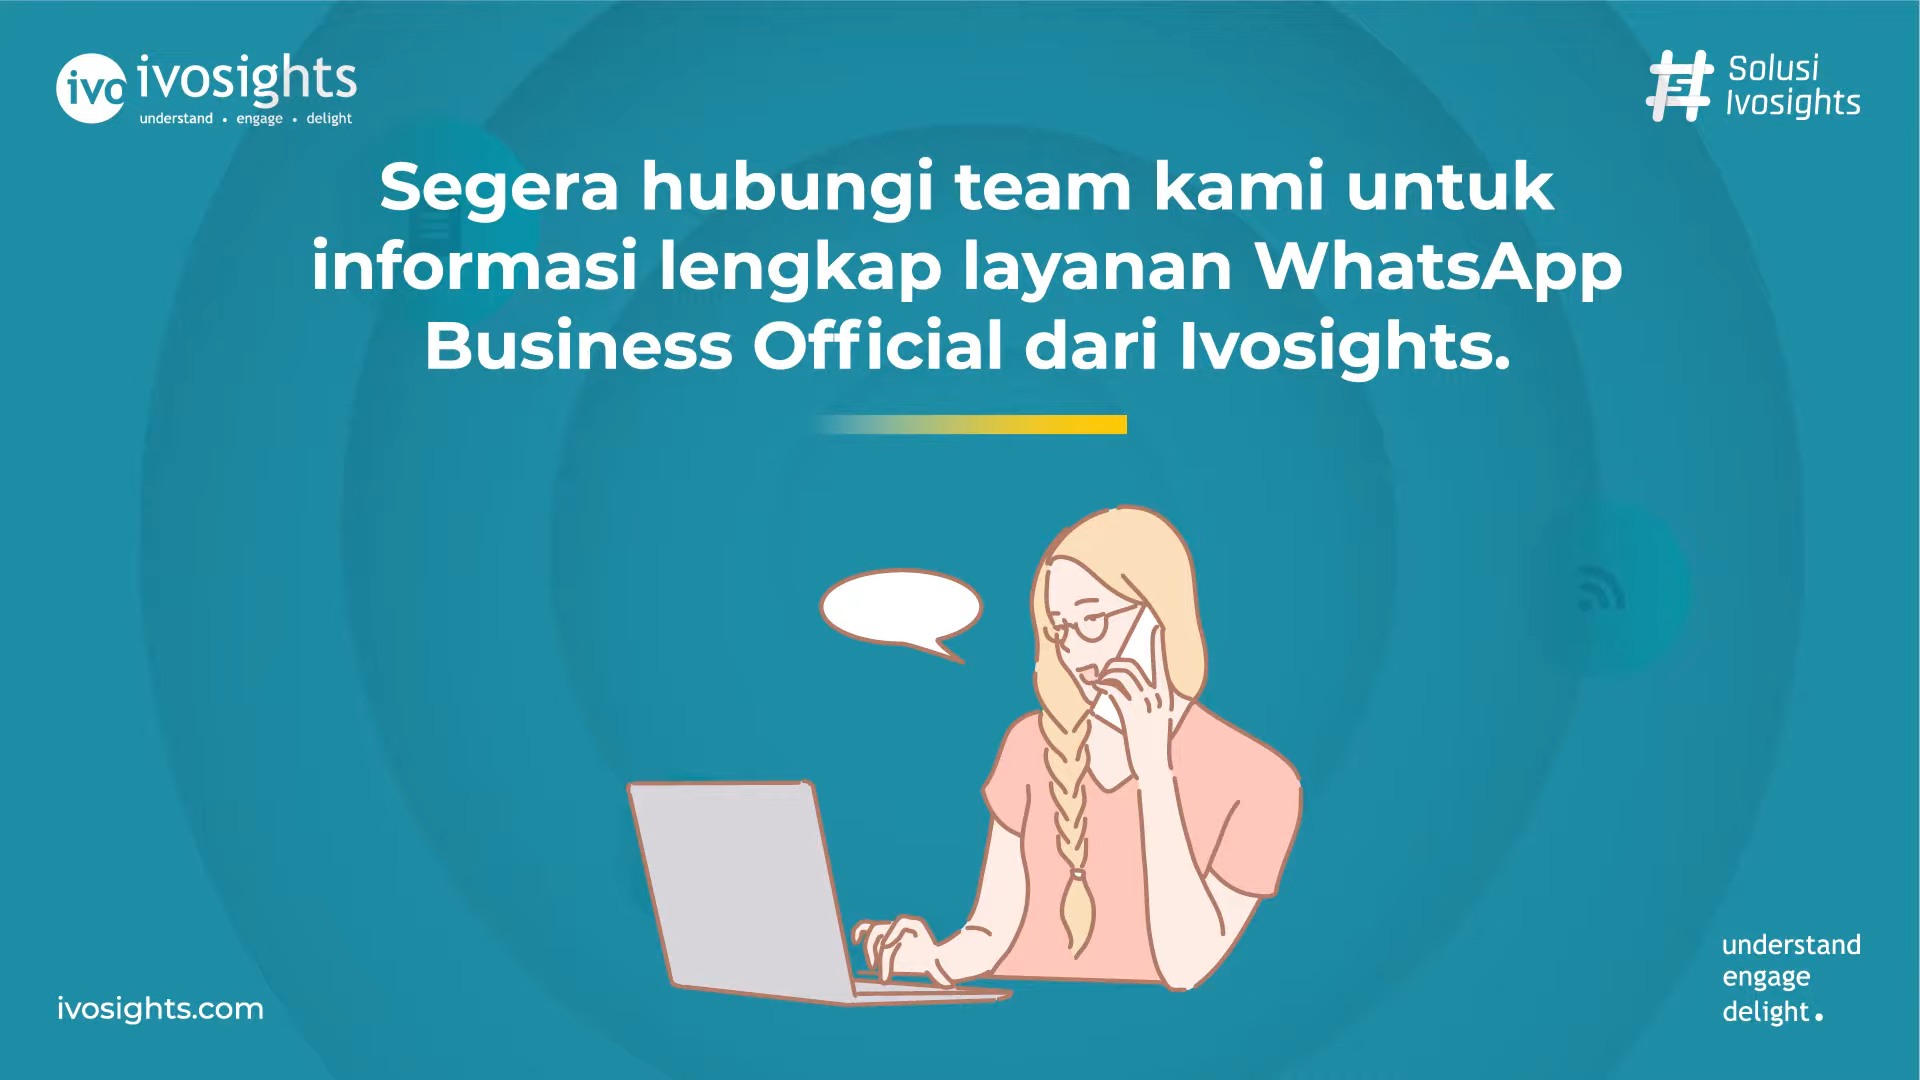 ivo ivosights
understand • engage • delight
Solusi
Ivosights
Segera hubungi team kami untuk
informasi lengkap layanan WhatsApp
Business Official dari Ivosights.
ivosights.com
understand
engage
delight.